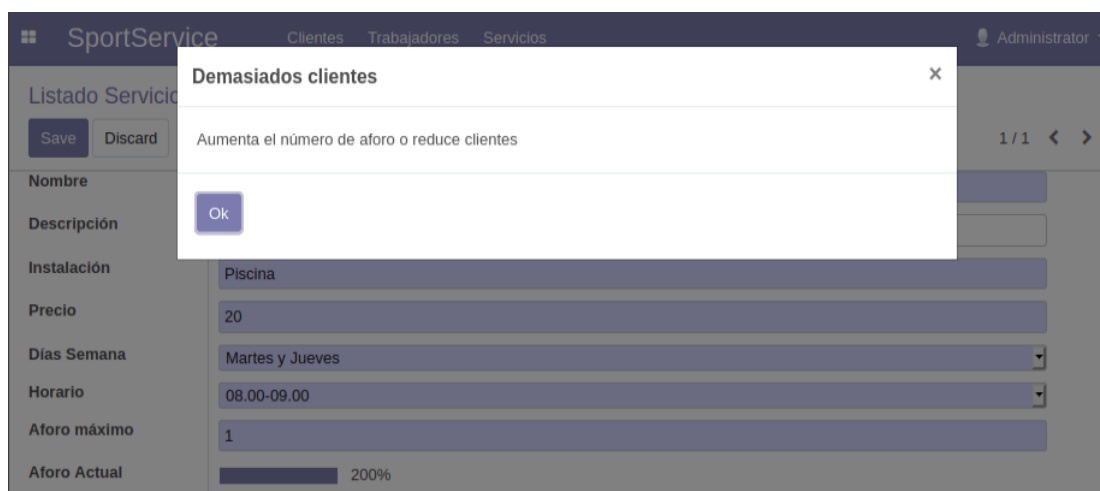 SportService Clientes Trabajadores Servicios Administrator
Demasiados clientes ×
Listado Servicio
Save Discard Aumenta el número de aforo o reduce clientes 1 / 1
Nombre
Ok
Descripción
Instalación Piscina
Precio 20
Días Semana Martes y Jueves
Horario 08.00-09.00
Aforo máximo 1
Aforo Actual 200%